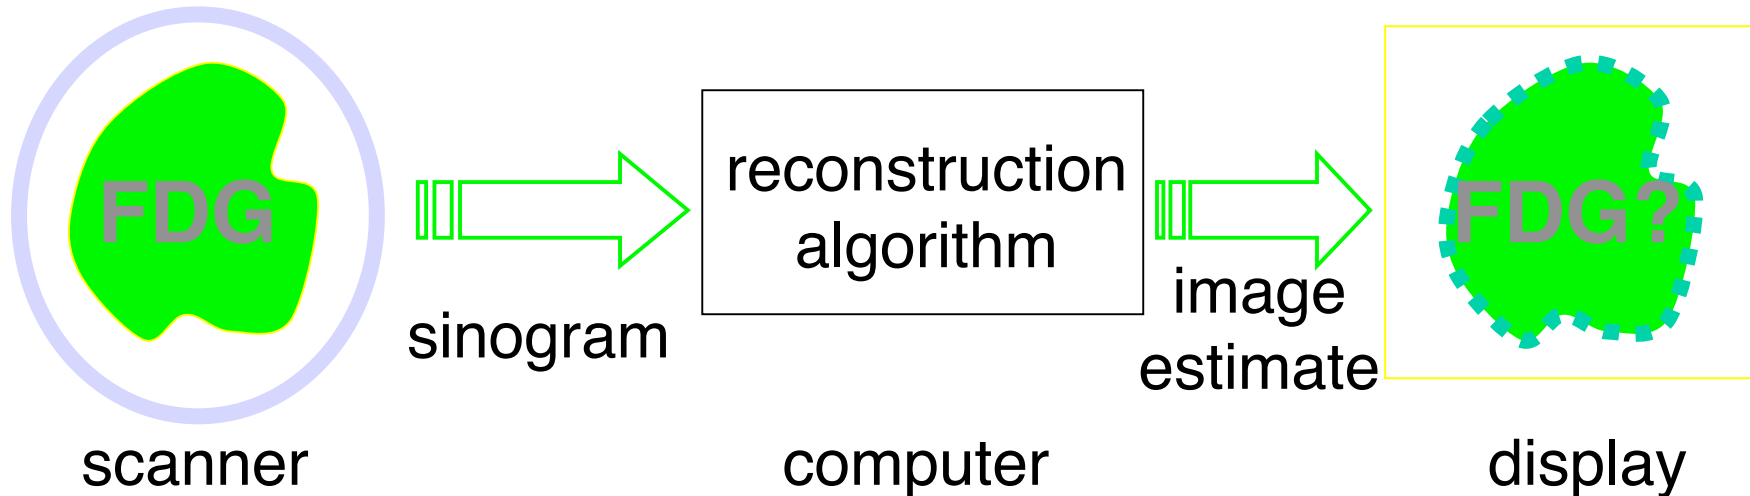 FDG
sinogram
scanner
reconstruction
algorithm
computer
image
estimate
FDG?
display